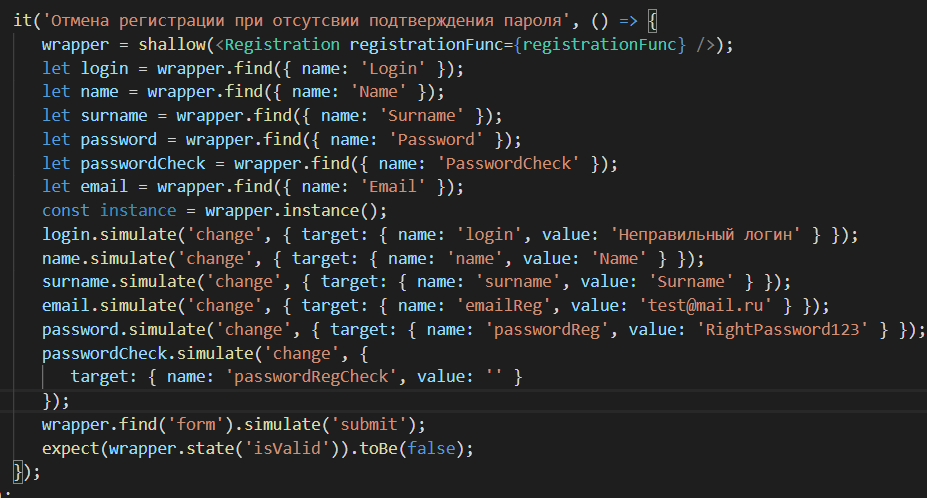 it('Отмена регистрации при отсутсвии подтверждения пароля', () => {
wrapper = shallow(<Registration registrationFunc={registrationFunc} />);
let login = wrapper.find({ name: 'Login' });
let name = wrapper.find({ name: 'Name' });
let surname = wrapper.find({ name: 'Surname' });
let password = wrapper.find({ name: 'Password' });
let passwordCheck = wrapper.find({ name: 'PasswordCheck' });
let email = wrapper.find({ name: 'Email' });
const instance = wrapper.instance();
login.simulate('change', { target: { name: 'login', value: 'Неправильный логин' } });
name.simulate('change', { target: { name: 'name', value: 'Name' } });
surname.simulate('change', { target: { name: 'surname', value: 'Surname' } });
email.simulate('change', { target: { name: 'emailReg', value: 'test@mail.ru' } });
password.simulate('change', { target: { name: 'passwordReg', value: 'RightPassword123' } });
passwordCheck.simulate('change', {
target: { name: 'passwordRegCheck', value: '' }
});
wrapper.find('form').simulate('submit');
expect(wrapper.state('isValid')).toBe(false);
});